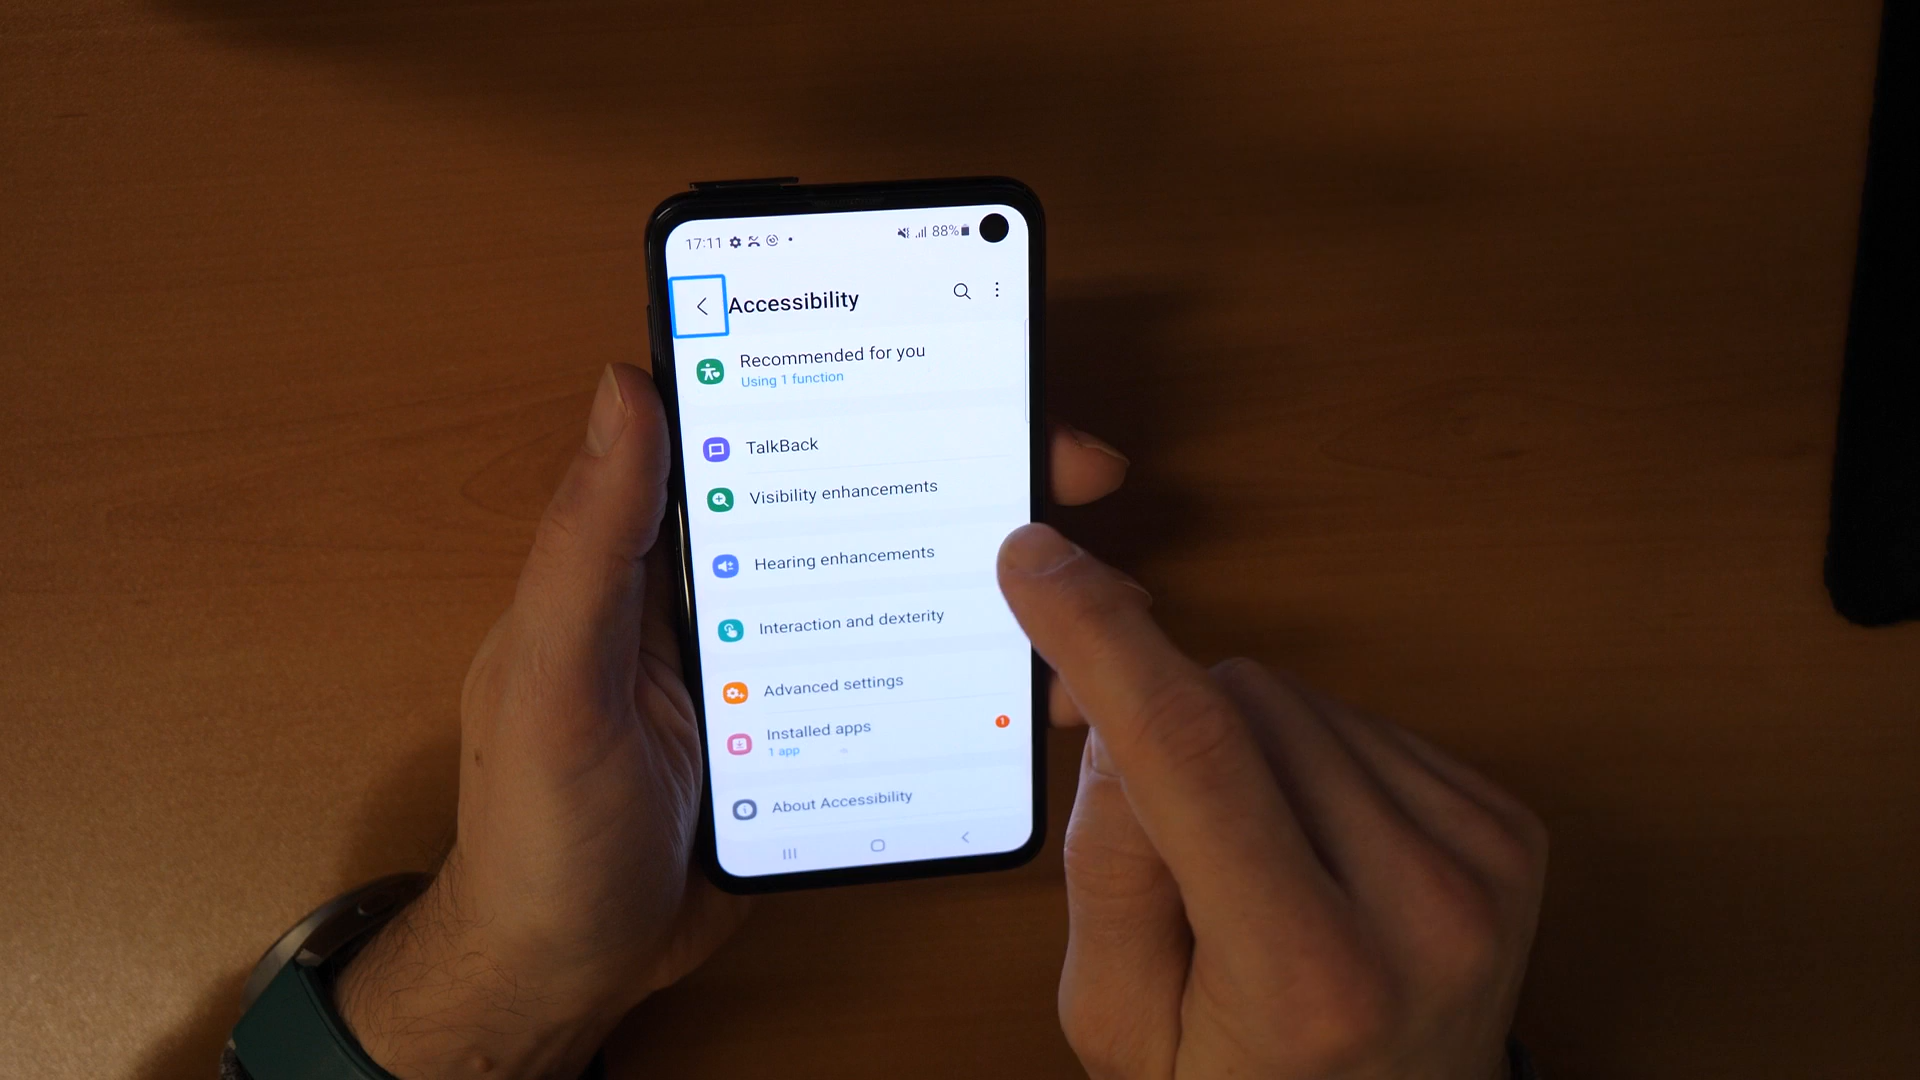 17:11 88%
Accessibility
Recommended for you
Using 1 function
TalkBack
Visibility enhancements
Hearing enhancements
Interaction and dexterity
Advanced settings
Installed apps
1
1 app
About Accessibility